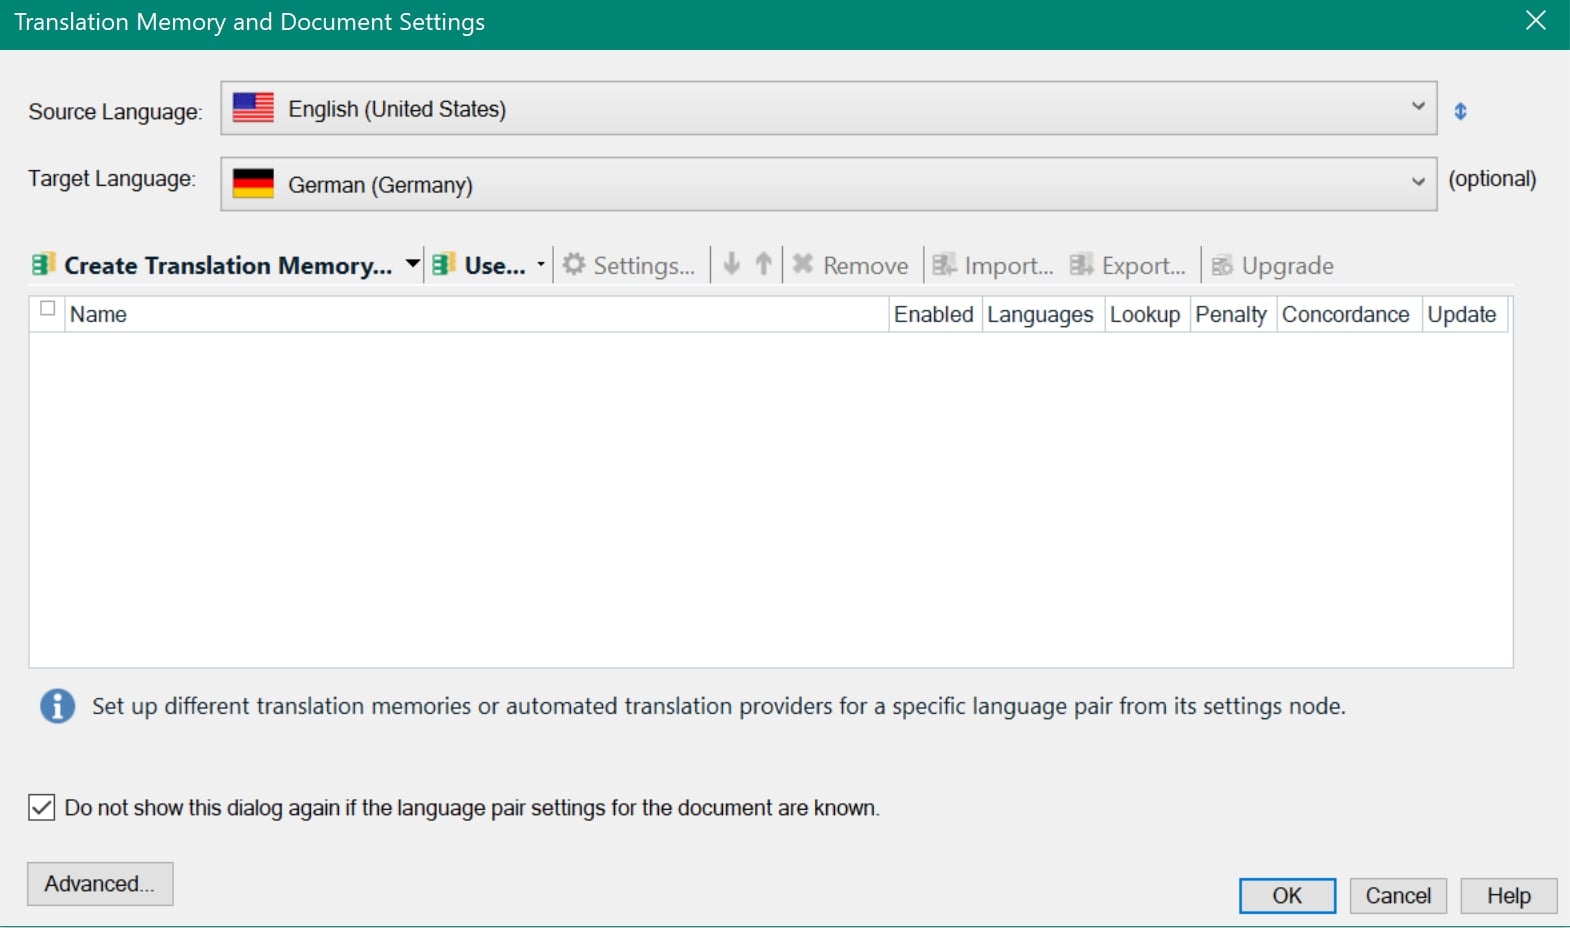 Translation Memory and Document Settings
Source Language: English (United States)
Target Language: German (Germany) (optional)
Create Translation Memory... Use... Settings... Remove Import... Export... Upgrade
Name Enabled Languages Lookup Penalty Concordance Update
Set up different translation memories or automated translation providers for a specific language pair from its settings node.
Do not show this dialog again if the language pair settings for the document are known.
Advanced...
OK Cancel Help